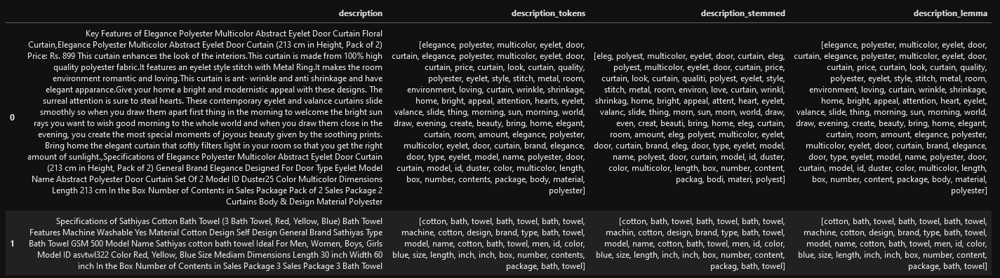 description description_tokens description_stemmed description_lemma
0
Key Features of Elegance Polyester Multicolor Abstract Eyelet Door Curtain Floral
Curtain,Elegance Polyester Multicolor Abstract Eyelet Door Curtain (213 cm in Height, Pack of 2)
Price: Rs. 899 This curtain enhances the look of the interiors.This curtain is made from 100% high
quality polyester fabric.It features an eyelet style stitch with Metal Ring.It makes the room
environment romantic and loving.This curtain is ant- wrinkle and anti shrinkage and have
elegant apparance.Give your home a bright and modernistic appeal with these designs. The
surreal attention is sure to steal hearts. These contemporary eyelet and valance curtains slide
smoothly so when you draw them apart first thing in the morning to welcome the bright sun
rays you want to wish good morning to the whole world and when you draw them close in the
evening, you create the most special moments of joyous beauty given by the soothing prints.
Bring home the elegant curtain that softly filters light in your room so that you get the right
amount of sunlight.,Specifications of Elegance Polyester Multicolor Abstract Eyelet Door Curtain
(213 cm in Height, Pack of 2) General Brand Elegance Designed For Door Type Eyelet Model
Name Abstract Polyester Door Curtain Set Of 2 Model ID Duster25 Color Multicolor Dimensions
Length 213 cm In the Box Number of Contents in Sales Package Pack of 2 Sales Package 2
Curtains Body & Design Material Polyester
[elegance, polyester, multicolor, eyelet, door,
curtain, elegance, polyester, multicolor, eyelet, door,
curtain, price, curtain, look, curtain, quality,
polyester, eyelet, style, stitch, metal, room,
environment, loving, curtain, wrinkle, shrinkage,
home, bright, appeal, attention, hearts, eyelet,
valance, slide, thing, morning, sun, morning, world,
draw, evening, create, beauty, bring, home, elegant,
curtain, room, amount, elegance, polyester,
multicolor, eyelet, door, curtain, brand, elegance,
door, type, eyelet, model, name, polyester, door,
curtain, model, id, duster, color, multicolor, length,
box, number, contents, package, body, material,
polyester]
[eleg, polyest, multicolor, eyelet, door, curtain, eleg,
polyest, multicolor, eyelet, door, curtain, price,
curtain, look, curtain, qualiti, polyest, eyelet, style,
stitch, metal, room, environ, love, curtain, wrinkl,
shrinkag, home, bright, appeal, attent, heart, eyelet,
valanc, slide, thing, morn, sun, morn, world, draw,
even, creat, beauti, bring, home, eleg, curtain,
room, amount, eleg, polyest, multicolor, eyelet,
door, curtain, brand, eleg, door, type, eyelet, model,
name, polyest, door, curtain, model, id, duster,
color, multicolor, length, box, number, content,
packag, bodi, materi, polyest]
[elegance, polyester, multicolor, eyelet, door,
curtain, elegance, polyester, multicolor, eyelet, door,
curtain, price, curtain, look, curtain, quality,
polyester, eyelet, style, stitch, metal, room,
environment, loving, curtain, wrinkle, shrinkage,
home, bright, appeal, attention, heart, eyelet,
valance, slide, thing, morning, sun, morning, world,
draw, evening, create, beauty, bring, home, elegant,
curtain, room, amount, elegance, polyester,
multicolor, eyelet, door, curtain, brand, elegance,
door, type, eyelet, model, name, polyester, door,
curtain, model, id, duster, color, multicolor, length,
box, number, content, package, body, material,
polyester]
1
Specifications of Sathiyas Cotton Bath Towel (3 Bath Towel, Red, Yellow, Blue) Bath Towel
Features Machine Washable Yes Material Cotton Design Self Design General Brand Sathiyas Type
Bath Towel GSM 500 Model Name Sathiyas cotton bath towel Ideal For Men, Women, Boys, Girls
Model ID asvtwl322 Color Red, Yellow, Blue Size Mediam Dimensions Length 30 inch Width 60
inch In the Box Number of Contents in Sales Package 3 Sales Package 3 Bath Towel
[cotton, bath, towel, bath, towel, bath, towel,
machine, cotton, design, brand, type, bath, towel,
model, name, cotton, bath, towel, men, id, color,
blue, size, length, inch, inch, box, number, contents,
package, bath, towel]
[cotton, bath, towel, bath, towel, bath, towel,
machin, cotton, design, brand, type, bath, towel,
model, name, cotton, bath, towel, men, id, color,
blue, size, length, inch, inch, box, number, content,
packag, bath, towel]
[cotton, bath, towel, bath, towel, bath, towel,
machine, cotton, design, brand, type, bath, towel,
model, name, cotton, bath, towel, men, id, color,
blue, size, length, inch, inch, box, number, content,
package, bath, towel]